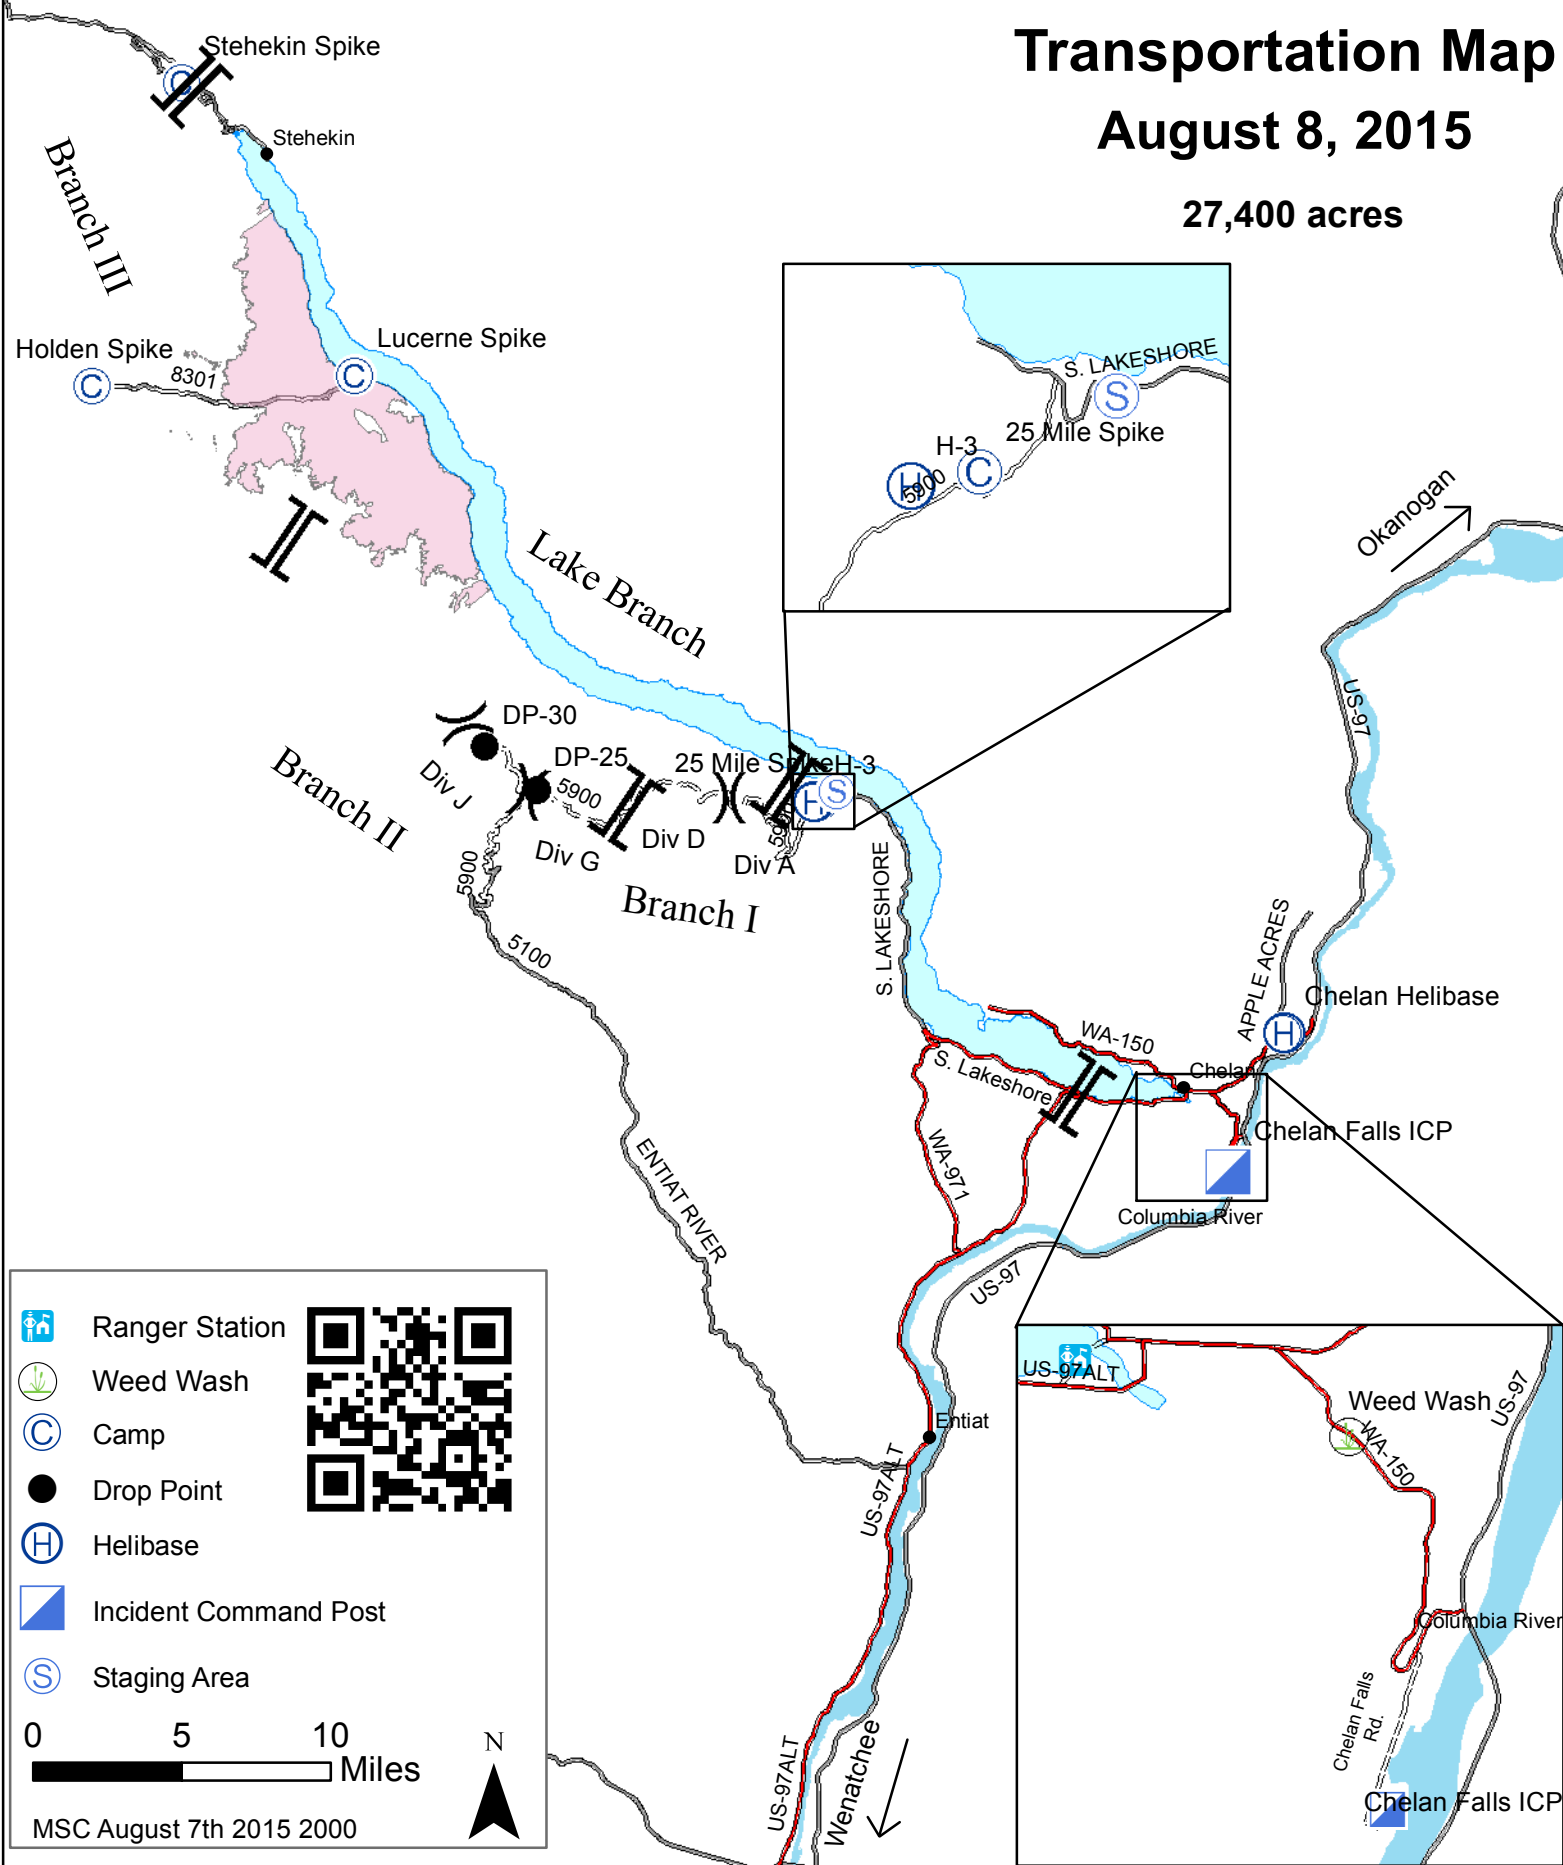 Transportation Map
August 8, 2015
27,400 acres
Stehekin Spike
C
Stehekin
Branch III
Holden Spike
C
8301
Lucerne Spike
C
S. LAKESHORE
S
25 Mile Spike
H-3
C
H
5900
Okanogan
US-97
Lake Branch
DP-30
DP-25
25 Mile Spike
H-3
H
S
Div J
5900
Div G
Div D
Div A
5900
Branch II
Branch I
5900
5100
S. LAKESHORE
APPLE ACRES
Chelan Helibase
H
WA-150
S. Lakeshore
Chelan
Chelan Falls ICP
WA-971
Columbia River
ENTIAT RIVER
US-97
Entiat
US-97ALT
US-97ALT
Wenatchee
US-97ALT
Weed Wash
US-97
WA-150
Columbia River
Chelan Falls
Rd.
Chelan Falls ICP
Ranger Station
Weed Wash
C Camp
Drop Point
H Helibase
Incident Command Post
S Staging Area
0 5 10
Miles
N
MSC August 7th 2015 2000